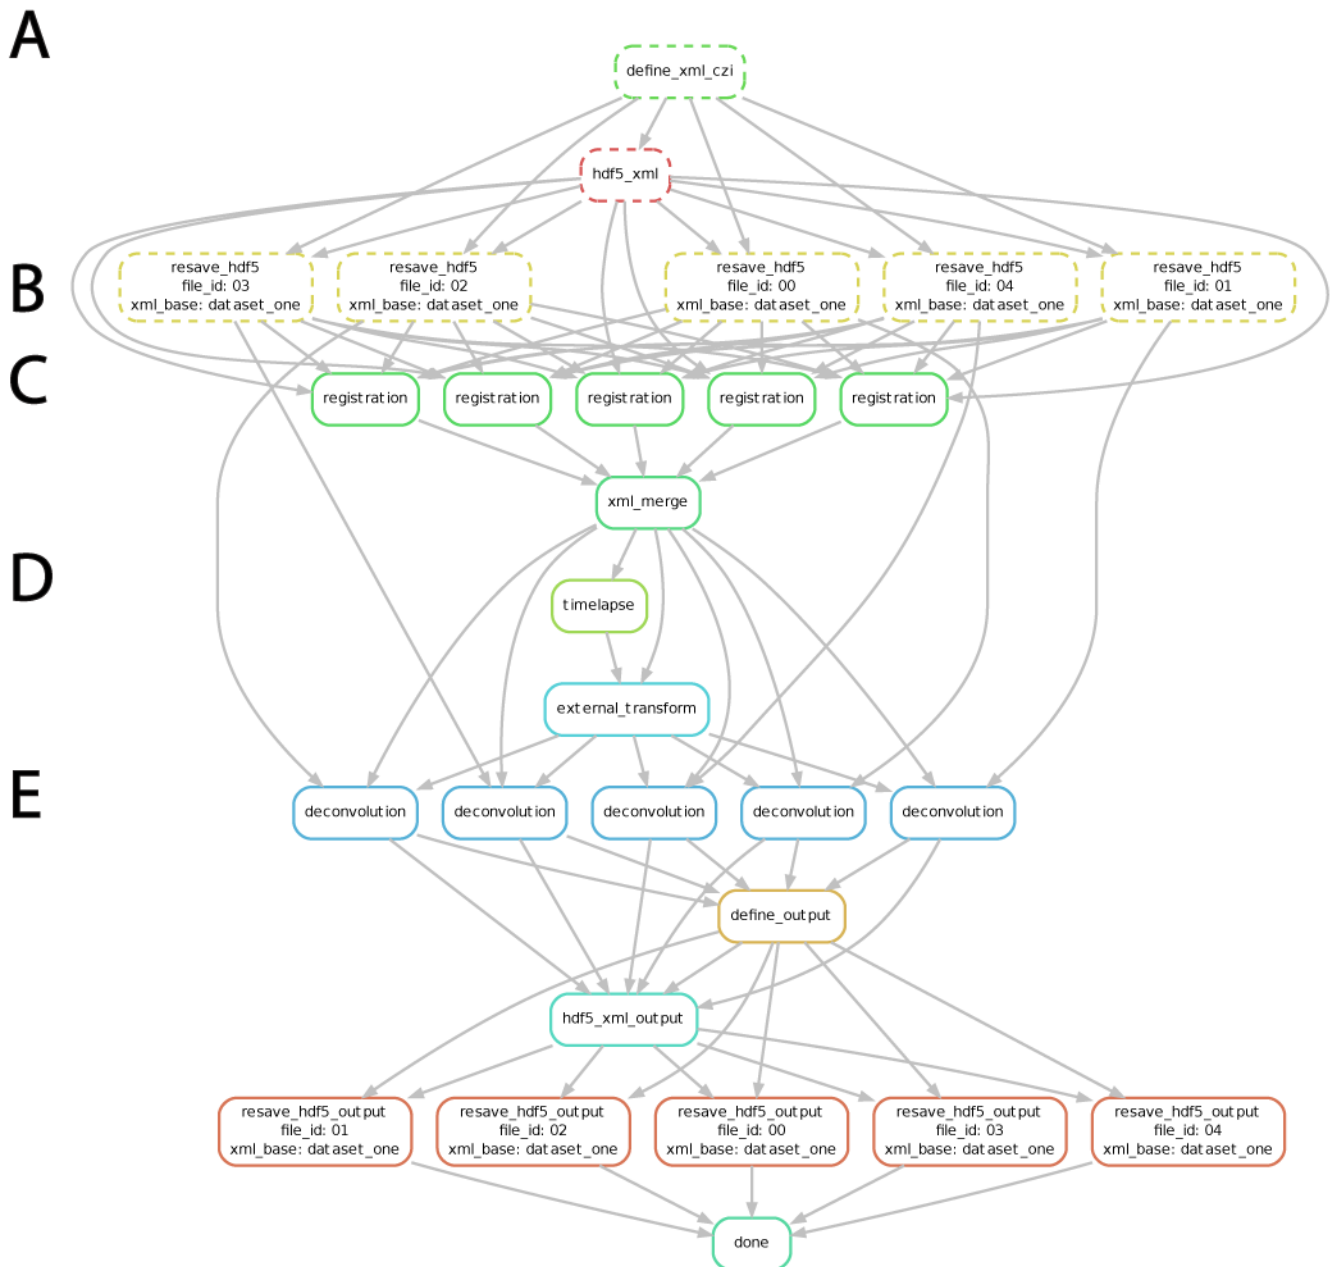 A
define_xml_czi
hdf5_xml
B
resave_hdf5
file_id: 03
xml_base: dataset_one
resave_hdf5
file_id: 02
xml_base: dataset_one
resave_hdf5
file_id: 00
xml_base: dataset_one
resave_hdf5
file_id: 04
xml_base: dataset_one
resave_hdf5
file_id: 01
xml_base: dataset_one
C
registration
registration
registration
registration
registration
xml_merge
D
timelapse
external_transform
E
deconvolution
deconvolution
deconvolution
deconvolution
deconvolution
define_output
hdf5_xml_output
resave_hdf5_output
file_id: 01
xml_base: dataset_one
resave_hdf5_output
file_id: 02
xml_base: dataset_one
resave_hdf5_output
file_id: 00
xml_base: dataset_one
resave_hdf5_output
file_id: 03
xml_base: dataset_one
resave_hdf5_output
file_id: 04
xml_base: dataset_one
done